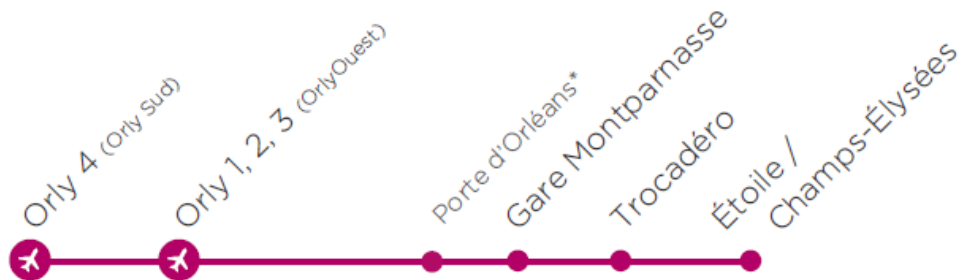 Orly 4 (Orly Sud)
Orly 1, 2, 3 (OrlyOuest)
Porte d'Orléans*
Gare Montparnasse
Trocadéro
Étoile /
Champs-Élysées